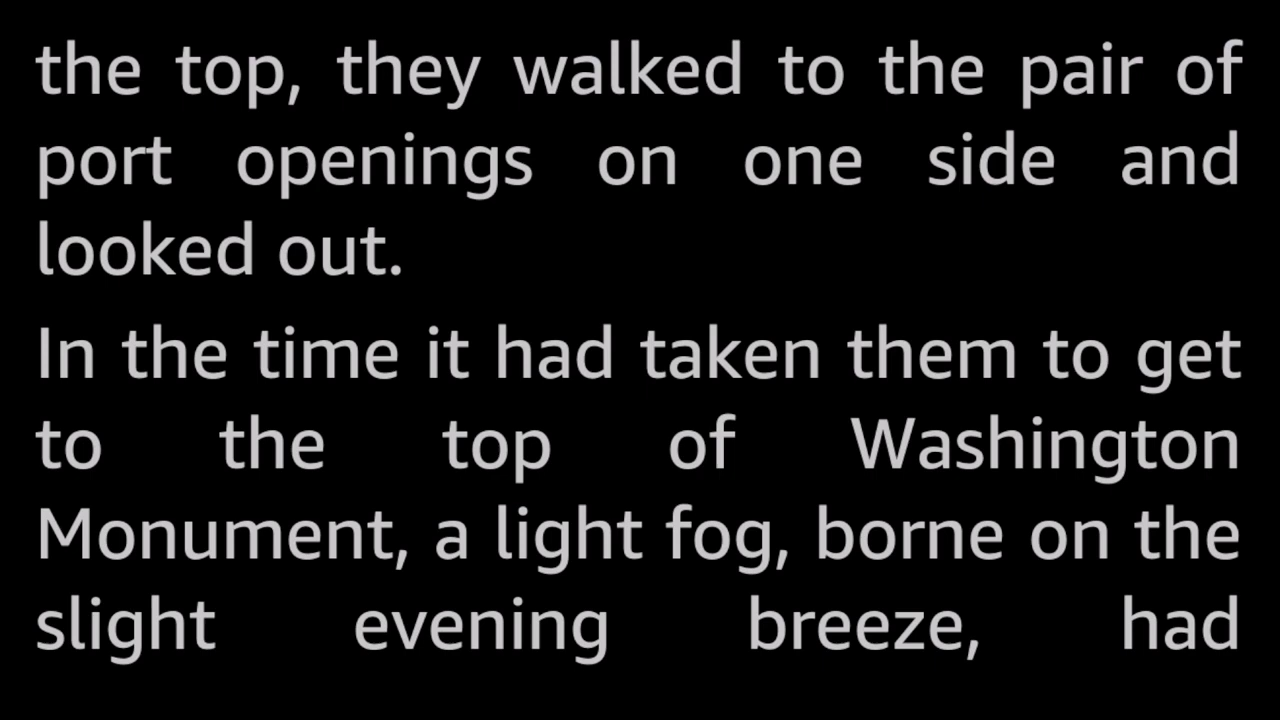 the top, they walked to the pair of
port openings on one side and
looked out.
In the time it had taken them to get
to the top of Washington
Monument, a light fog, borne on the
slight evening breeze, had